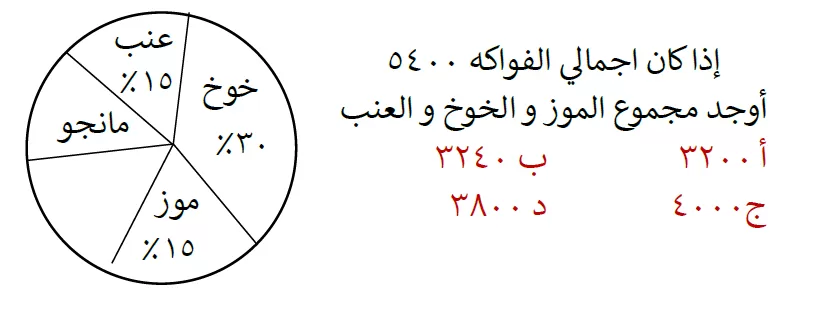 إذا كان اجمالي الفواكه ٥٤٠٠
أوجد مجموع الموز و الخوخ و العنب
أ ٣٢٠٠
ب ٣٢٤٠
ج٤٠٠٠
د ٣٨٠٠
عنب
١٥٪
خوخ
٣٠٪
مانجو
موز
١٥٪